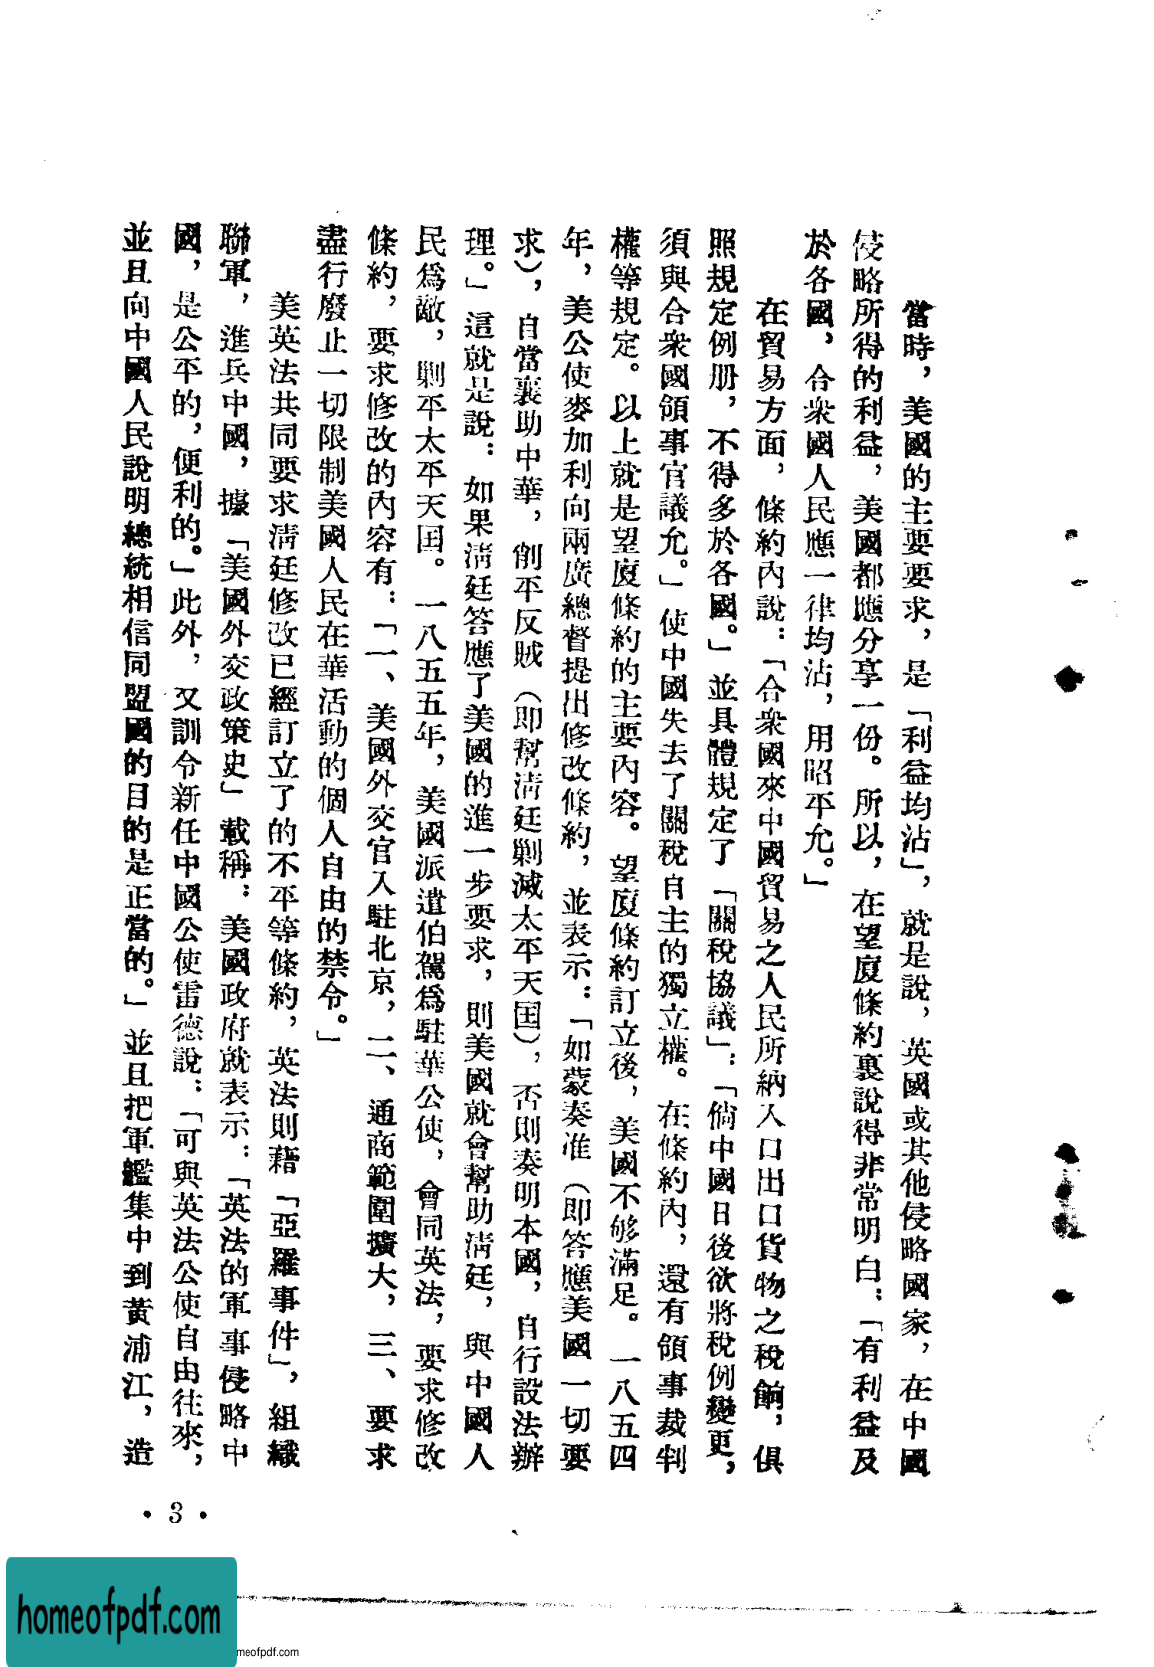 當時，美國的主要要求，是「利益均沾」，就是說，英國或其他侵略國家，在中國
侵略所得的利益，美國都應分享一份。所以，在望廈條約裏說得非常明白：「有利益及
於各國，合衆國人民應一律均沾，用昭平允。」
在貿易方面，條約內說：「合衆國來中國貿易之人民所納入口出口貨物之稅餉，俱
照規定例册，不得多於各國。」並具體規定了「關稅協議」：「倘中國日後欲將稅例變更，
須與合衆國領事官議允。」使中國失去了關稅自主的獨立權。在條約內，還有領事裁判
權等規定。以上就是望廈條約的主要內容。望廈條約訂立後，美國不够滿足。一八五四
年，美公使麥加利向兩廣總督提出修改條約，並表示：「如蒙奏准（即答應美國一切要
求），自當襄助中華，削平反賊（即幫淸廷剿滅太平天国），否則奏明本國，自行設法辦
理。」這就是說：如果淸廷答應了美國的進一步要求，則美國就會幫助淸廷，與中國人
民爲敵，剿平太平天国。一八五五年，美國派遣伯駕爲駐華公使，會同英法，要求修改
條約，要求修改的內容有：「一、美國外交官入駐北京，二、通商範圍擴大，三、要求
盡行廢止一切限制美國人民在華活動的個人自由的禁令。」
美英法共同要求淸廷修改已經訂立了的不平等條約，英法則藉「亞羅事件」，組織
聯軍，進兵中國，據「美國外交政策史」載稱：美國政府就表示：「英法的軍事侵略中
國，是公平的，便利的。」此外，又訓令新任中國公使雷德說：「可與英法公使自由往來，
並且向中國人民說明總統相信同盟國的目的是正當的。」並且把軍艦集中到黃浦江，造
• 3 •
homeofpdf.com
meofpdf.com